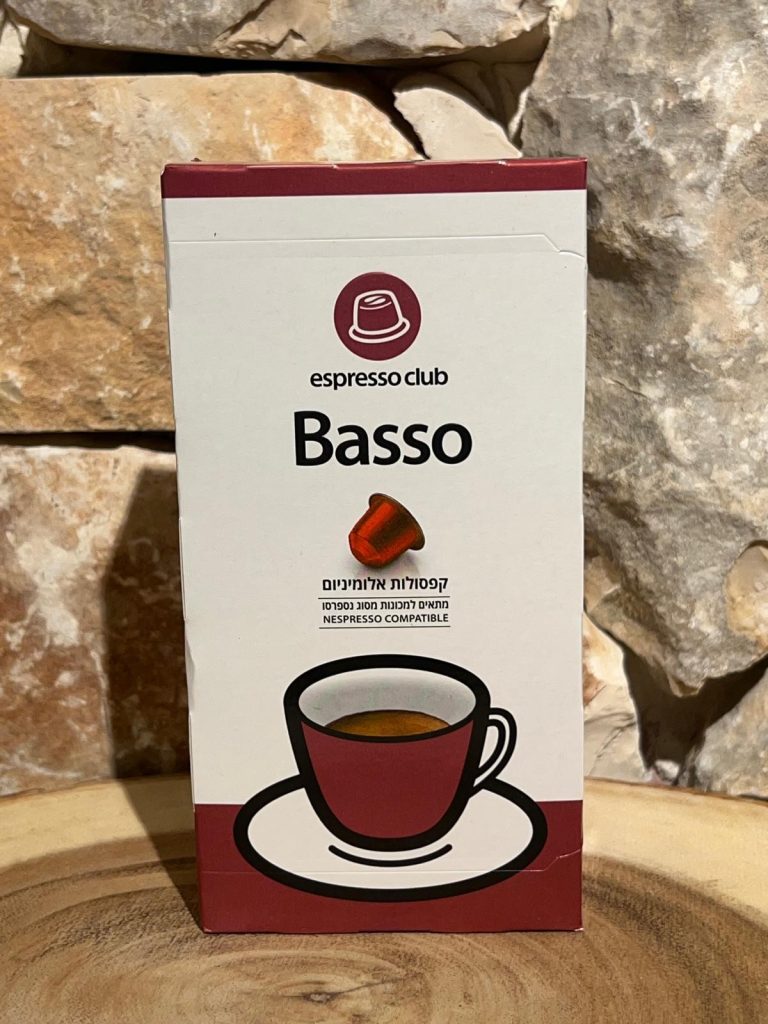 espresso club
Basso
קפסולות אלומיניום
מתאים למכונות מסוג נספרסו
NESPRESSO COMPATIBLE